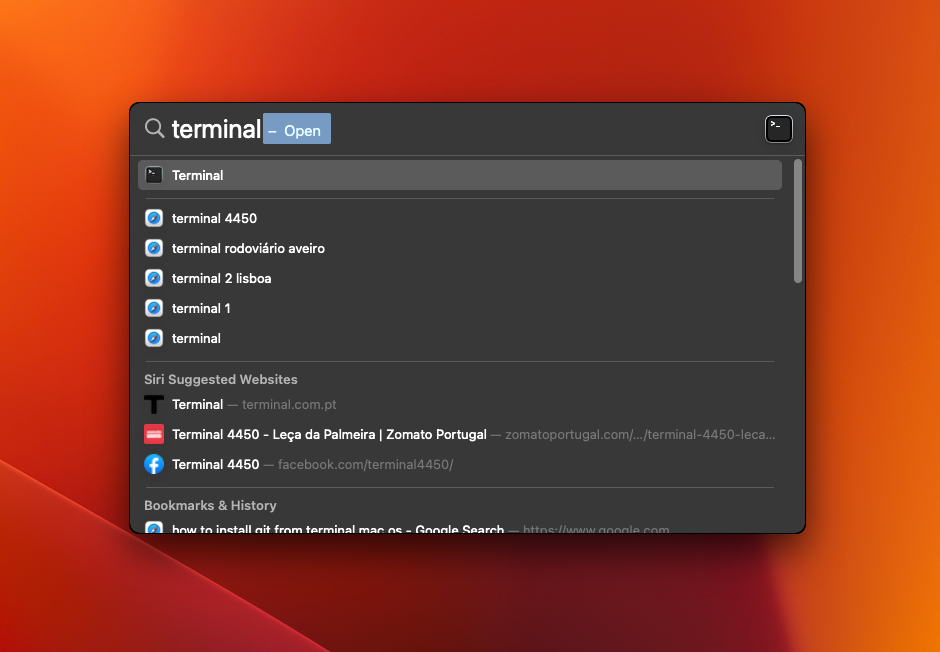 terminal – Open
Terminal
terminal 4450
terminal rodoviário aveiro
terminal 2 lisboa
terminal 1
terminal
Siri Suggested Websites
Terminal — terminal.com.pt
Terminal 4450 - Leça da Palmeira | Zomato Portugal — zomatoportugal.com/.../terminal-4450-leca...
Terminal 4450 — facebook.com/terminal4450/
Bookmarks & History
how to install git from terminal mac os - Google Search — https://www.google.com